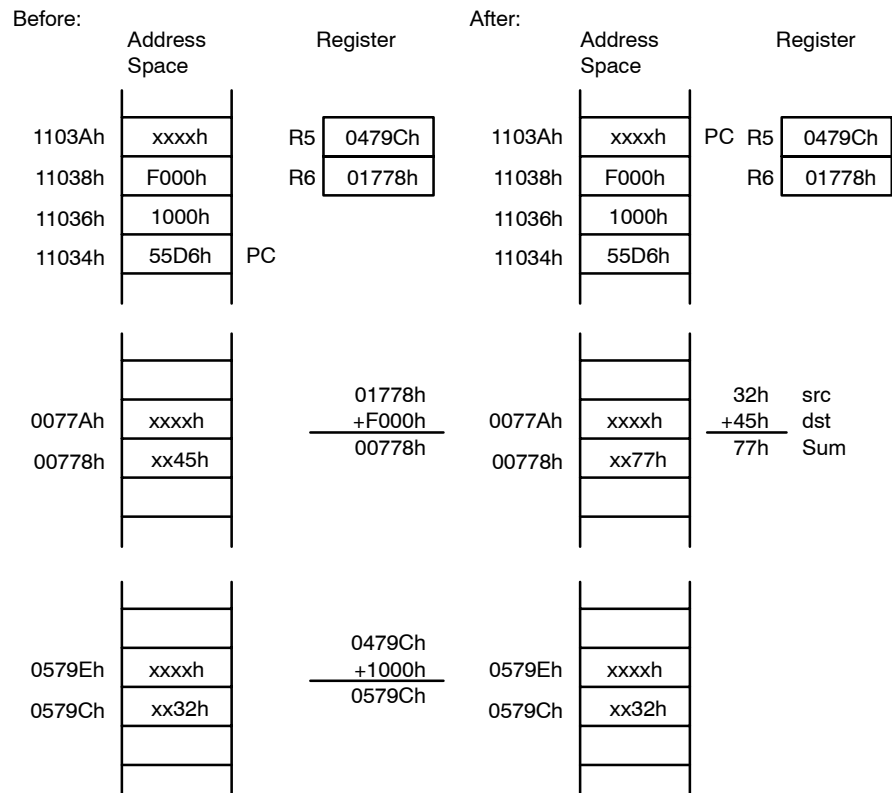 Before:
Address Space
Register
1103Ah xxxxh R5 0479Ch
11038h F000h R6 01778h
11036h 1000h
11034h 55D6h PC
01778h
0077Ah xxxxh +F000h
00778h xx45h 00778h
0479Ch
0579Eh xxxxh +1000h
0579Ch xx32h 0579Ch
After:
Address Space
Register
1103Ah xxxxh PC R5 0479Ch
11038h F000h R6 01778h
11036h 1000h
11034h 55D6h
32h src
0077Ah xxxxh +45h dst
00778h xx77h 77h Sum
0579Eh xxxxh
0579Ch xx32h